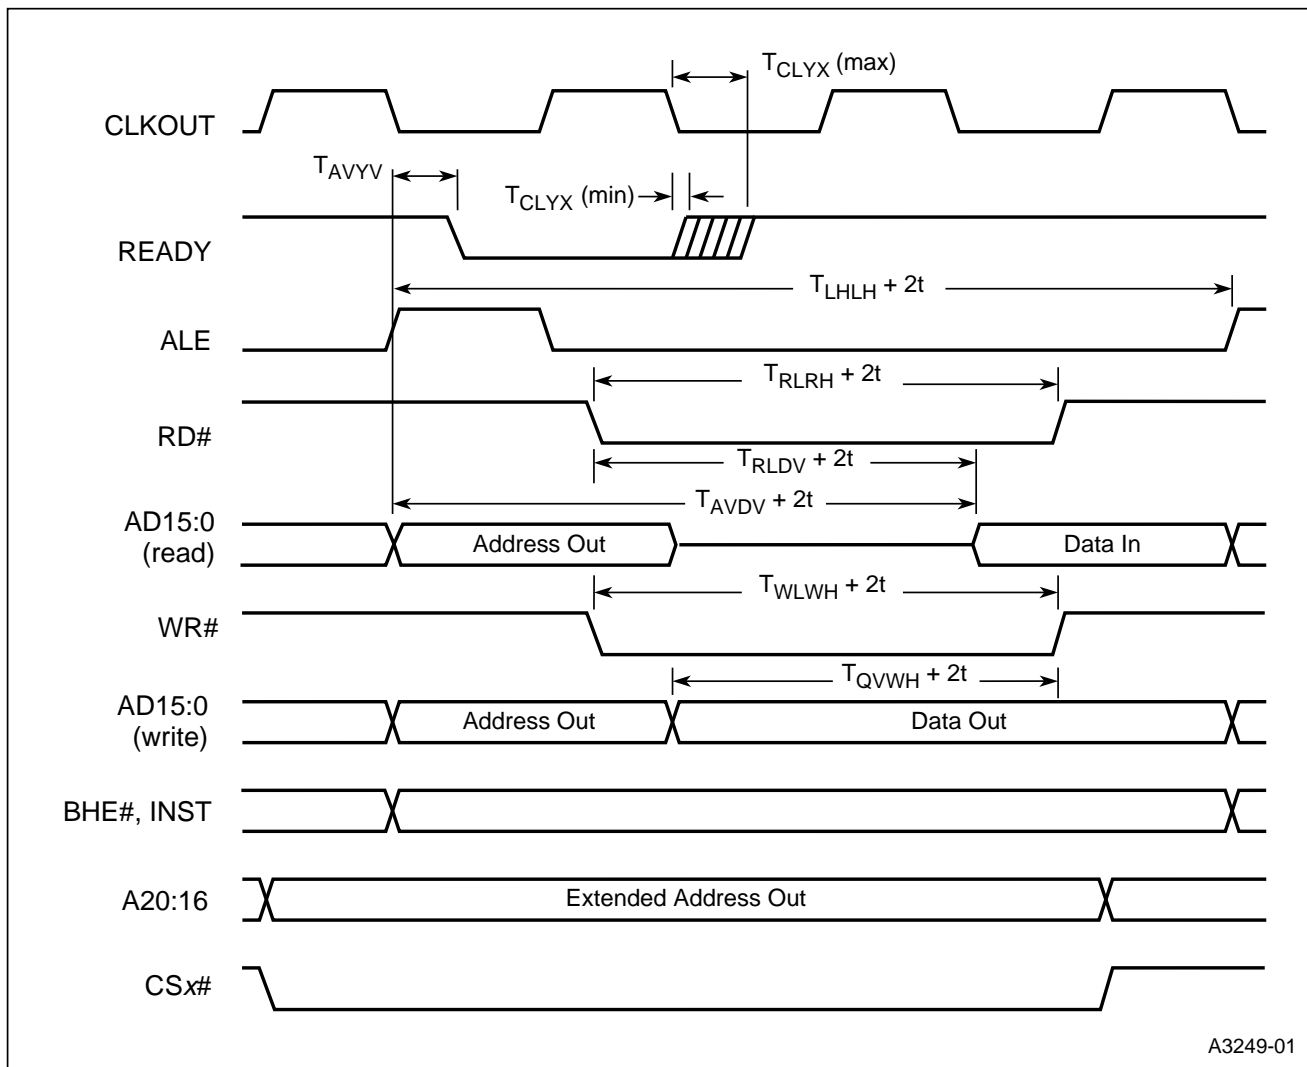 T_CLYX (max)
CLKOUT
T_AVYV
T_CLYX (min)
READY
T_LHLH + 2t
ALE
T_RLRH + 2t
RD#
T_RLDV + 2t
T_AVDV + 2t
AD15:0
(read)
Address Out
Data In
T_WLWH + 2t
WR#
T_QVWH + 2t
AD15:0
(write)
Address Out
Data Out
BHE#, INST
A20:16
Extended Address Out
CSx#
A3249-01